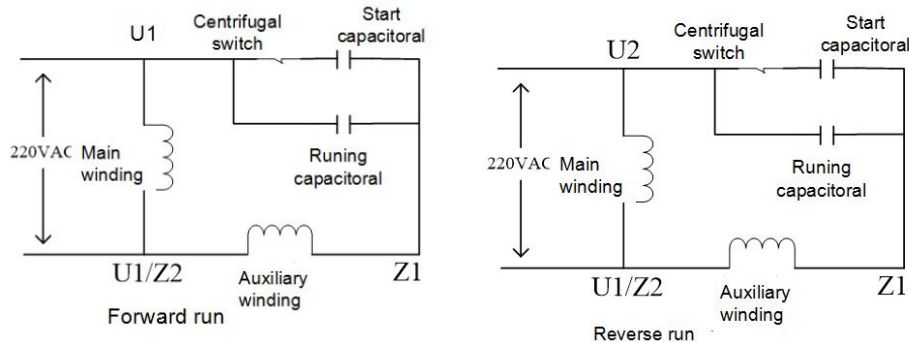 U1
Centrifugal
switch
Start
capacitoral
220VAC
Main
winding
Runing
capacitoral
U1/Z2
Auxiliary
winding
Z1
Forward run
U2
Centrifugal
switch
Start
capacitoral
220VAC
Main
winding
Runing
capacitoral
U1/Z2
Auxiliary
winding
Z1
Reverse run